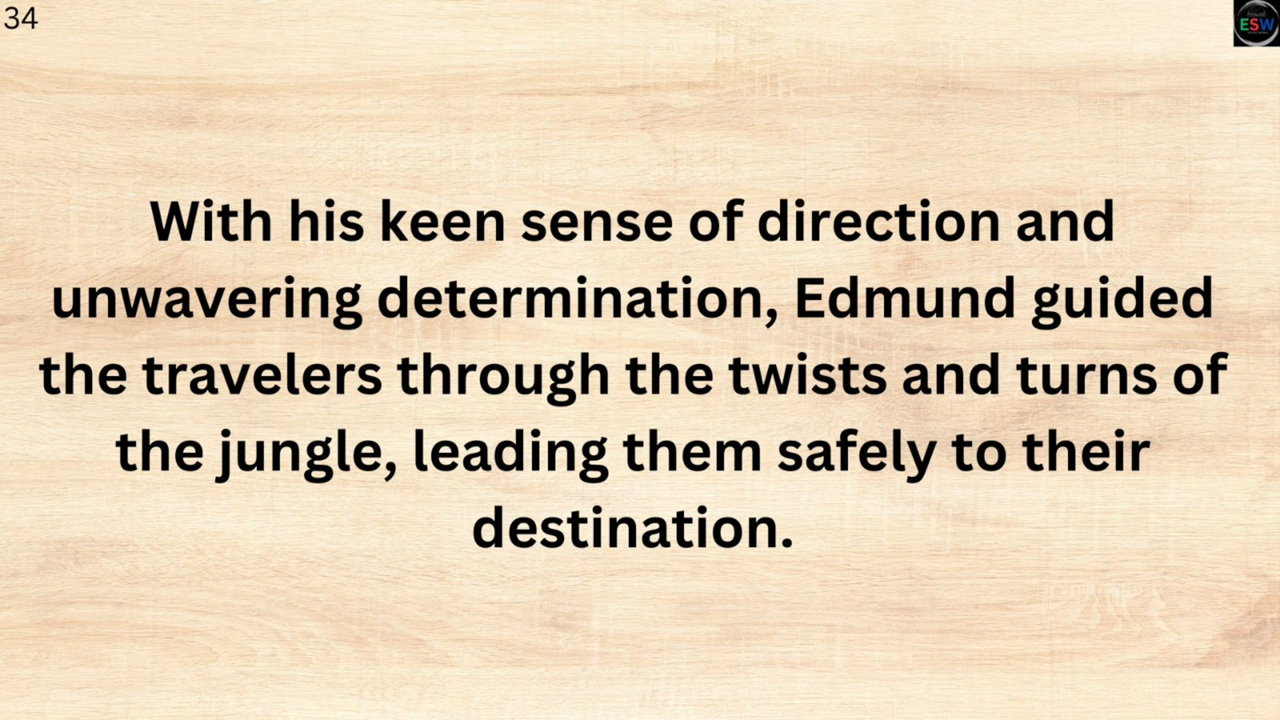 34
ESW
With his keen sense of direction and
unwavering determination, Edmund guided
the travelers through the twists and turns of
the jungle, leading them safely to their
destination.